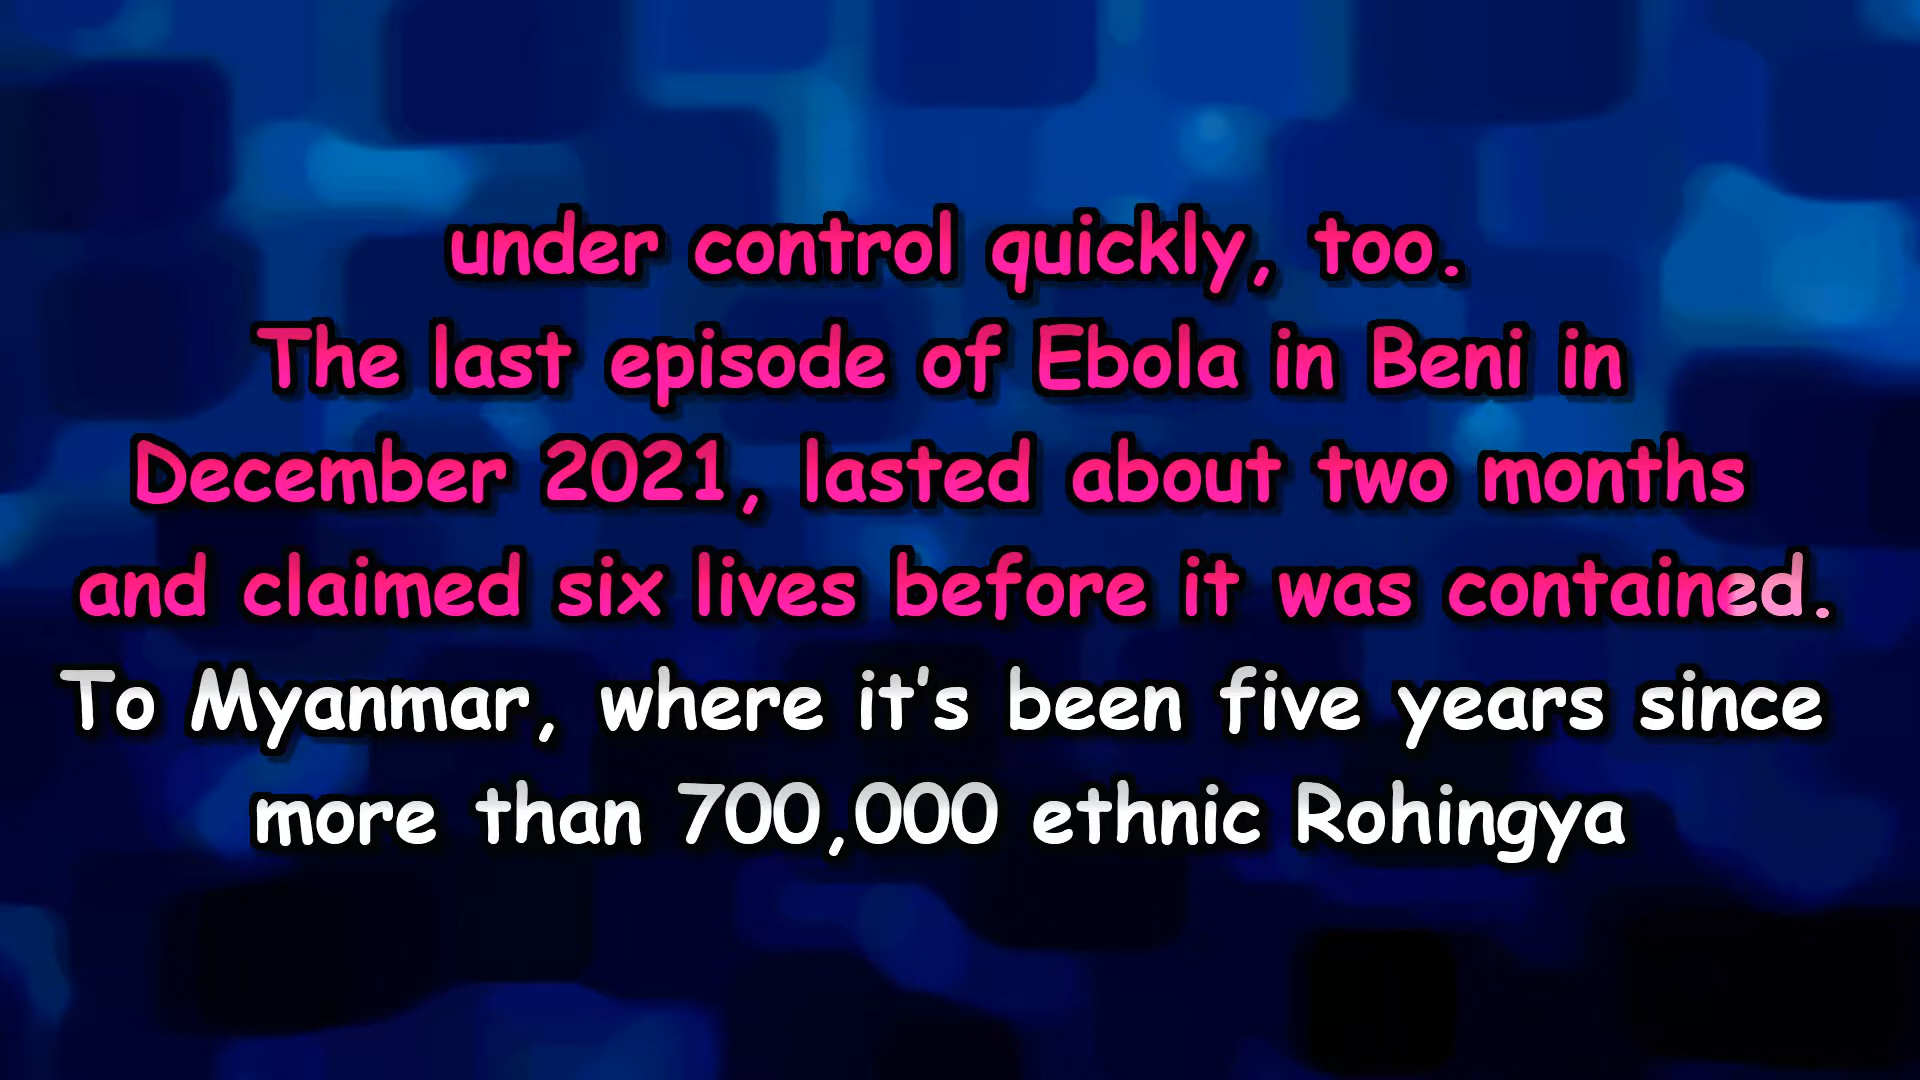 under control quickly, too.
The last episode of Ebola in Beni in
December 2021, lasted about two months
and claimed six lives before it was contained.
To Myanmar, where it's been five years since
more than 700,000 ethnic Rohingya